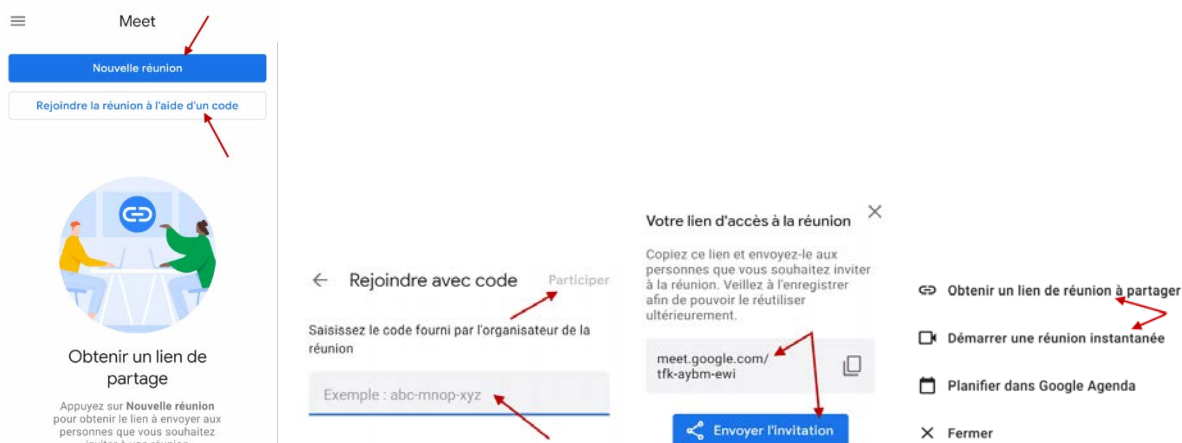 Meet
Nouvelle réunion
Rejoindre la réunion à l'aide d'un code
Obtenir un lien de
partage
Appuyez sur Nouvelle réunion
pour obtenir le lien à envoyer aux
personnes que vous souhaitez
inviter à une réunion
Rejoindre avec code
Participer
Saisissez le code fourni par l'organisateur de la
réunion
Exemple : abc-mnop-xyz
Votre lien d'accès à la réunion
Copiez ce lien et envoyez-le aux
personnes que vous souhaitez inviter
à la réunion. Veillez à l'enregistrer
afin de pouvoir le réutiliser
ultérieurement.
meet.google.com/
tfk-aybm-ewi
Envoyer l'invitation
Obtenir un lien de réunion à partager
Démarrer une réunion instantanée
Planifier dans Google Agenda
Fermer